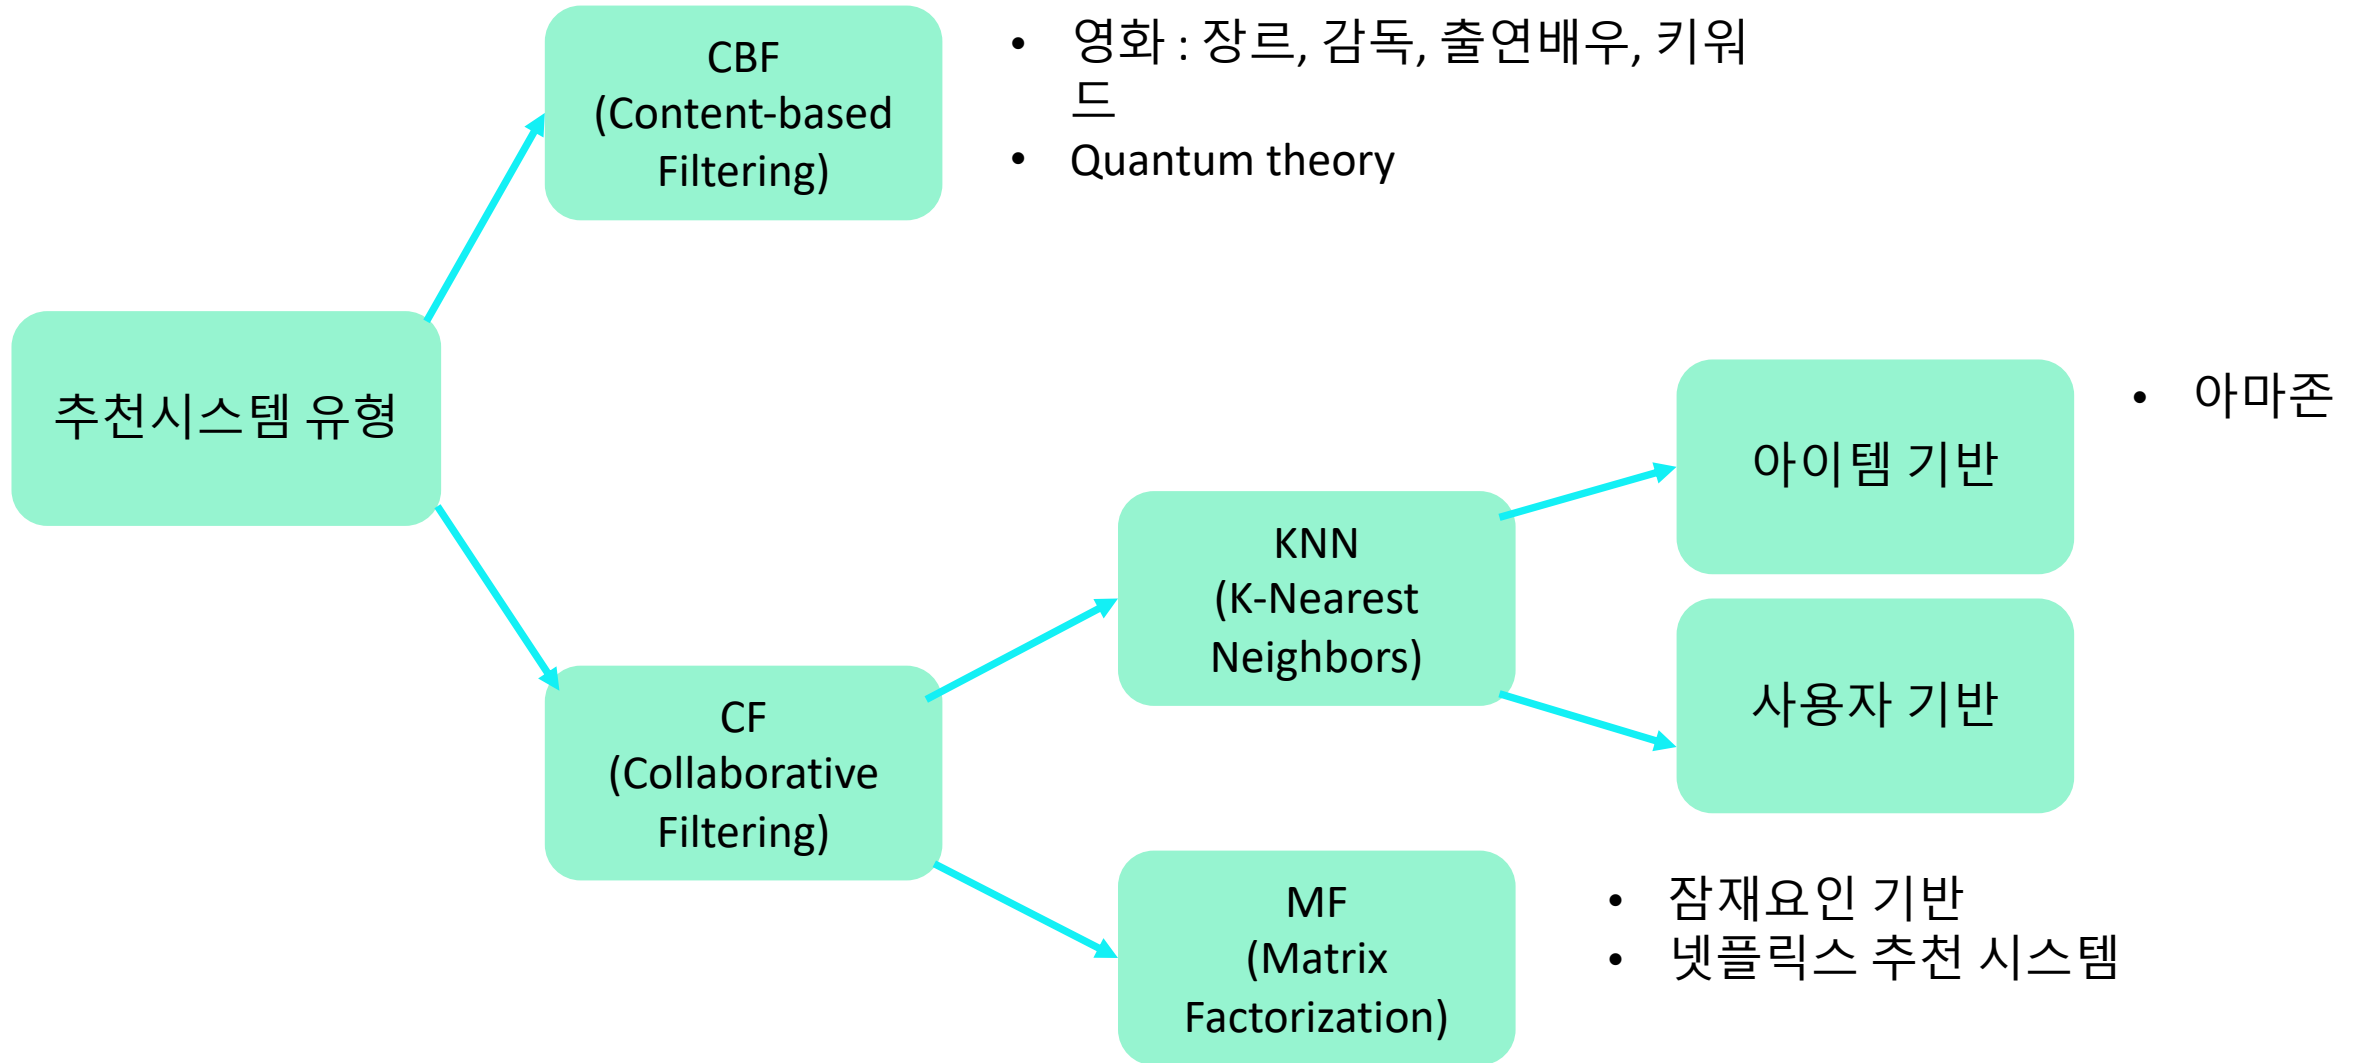 CBF
(Content-based
Filtering)
• 영화 : 장르, 감독, 출연배우, 키워
드
• Quantum theory
추천시스템 유형
아이템 기반
• 아마존
KNN
(K-Nearest
Neighbors)
사용자 기반
CF
(Collaborative
Filtering)
MF
(Matrix
Factorization)
• 잠재요인 기반
• 넷플릭스 추천 시스템